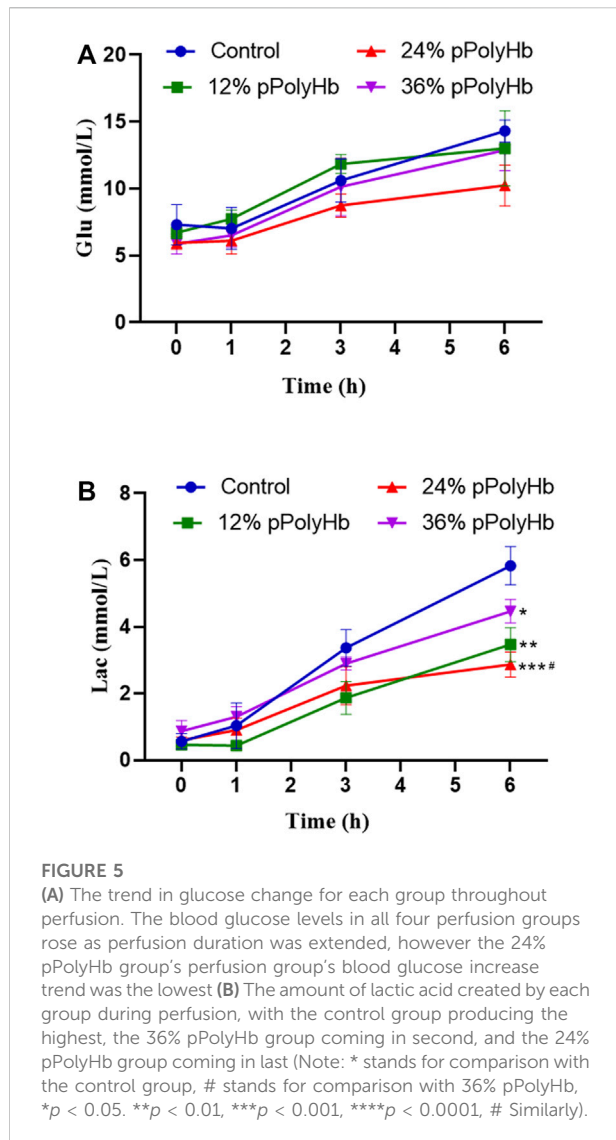 A
Control
24% pPolyHb
12% pPolyHb
36% pPolyHb
Glu (mmol/L)
20
15
10
5
0
0 1 2 3 4 5 6
Time (h)
B
Control
24% pPolyHb
12% pPolyHb
36% pPolyHb
Lac (mmol/L)
8
6
4
2
0
*
**
***#
0 1 2 3 4 5 6
Time (h)
FIGURE 5
(A) The trend in glucose change for each group throughout
perfusion. The blood glucose levels in all four perfusion groups
rose as perfusion duration was extended, however the 24%
pPolyHb group's perfusion group's blood glucose increase
trend was the lowest (B) The amount of lactic acid created by each
group during perfusion, with the control group producing the
highest, the 36% pPolyHb group coming in second, and the 24%
pPolyHb group coming in last (Note: * stands for comparison with
the control group, # stands for comparison with 36% pPolyHb,
*p < 0.05. **p < 0.01, ***p < 0.001, ****p < 0.0001, # Similarly).